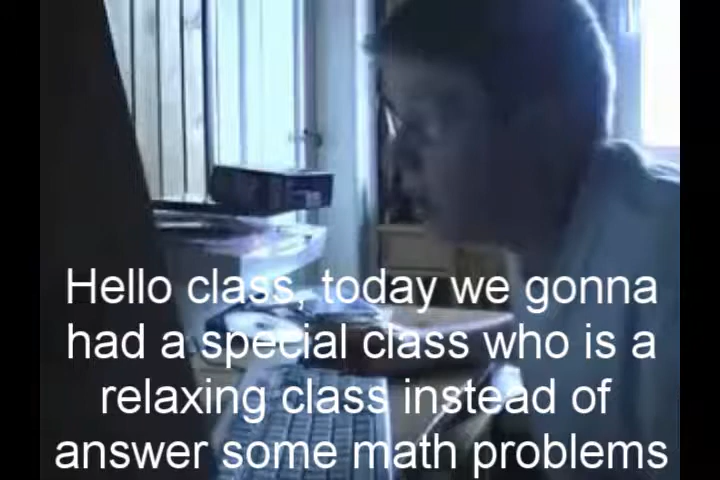 Hello class, today we gonna
had a special class who is a
relaxing class instead of
answer some math problems